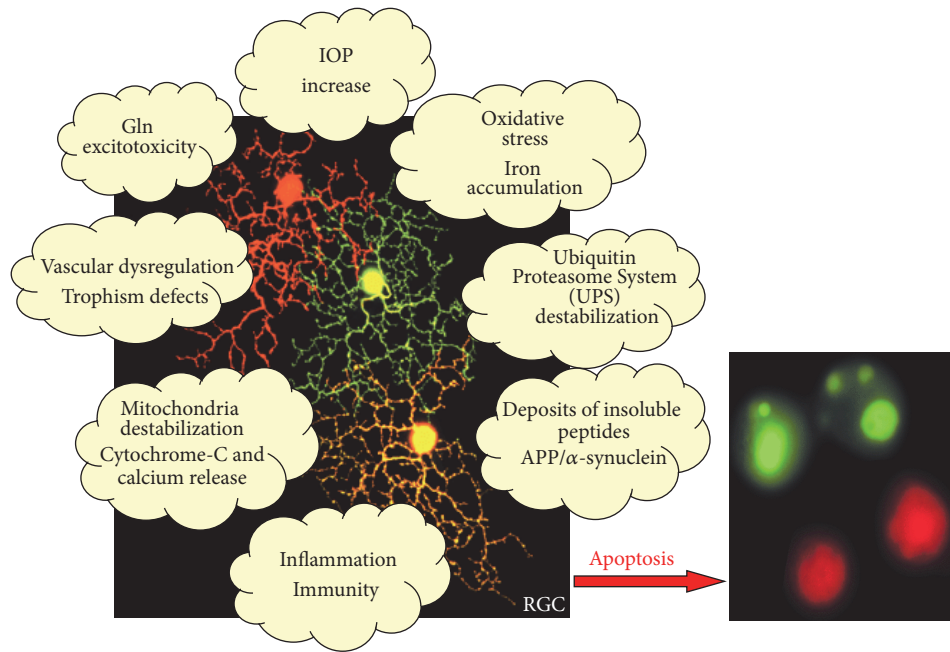 IOP
increase
Gln
excitotoxicity
Oxidative
stress
Iron
accumulation
Vascular dysregulation
Trophism defects
Ubiquitin
Proteasome System
(UPS)
destabilization
Mitochondria
destabilization
Cytochrome-C and
calcium release
Deposits of insoluble
peptides
APP/α-synuclein
Inflammation
Immunity
RGC
Apoptosis